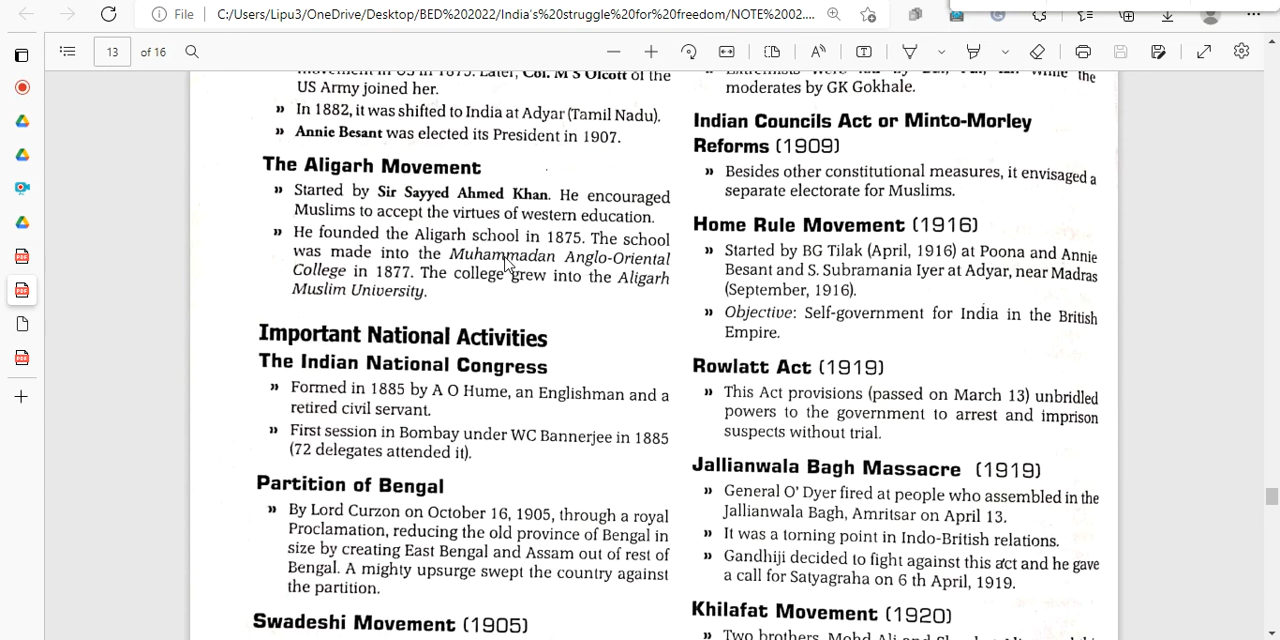 File
C:/Users/Lipu3/OneDrive/Desktop/BED%202022/India's%20struggle%20for%20freedom/NOTE%2002....
13 of 16
US Army joined her.
» In 1882, it was shifted to India at Adyar (Tamil Nadu).
» Annie Besant was elected its President in 1907.
The Aligarh Movement
» Started by Sir Sayyed Ahmed Khan. He encouraged
Muslims to accept the virtues of western education.
» He founded the Aligarh school in 1875. The school
was made into the Muhammadan Anglo-Oriental
College in 1877. The college grew into the Aligarh
Muslim University.
Important National Activities
The Indian National Congress
» Formed in 1885 by A O Hume, an Englishman and a
retired civil servant.
» First session in Bombay under WC Bannerjee in 1885
(72 delegates attended it).
Partition of Bengal
» By Lord Curzon on October 16, 1905, through a royal
Proclamation, reducing the old province of Bengal in
size by creating East Bengal and Assam out of rest of
Bengal. A mighty upsurge swept the country against
the partition.
Swadeshi Movement (1905)
moderates by GK Gokhale.
Indian Councils Act or Minto-Morley
Reforms (1909)
» Besides other constitutional measures, it envisaged a
separate electorate for Muslims.
Home Rule Movement (1916)
» Started by BG Tilak (April, 1916) at Poona and Annie
Besant and S. Subramania Iyer at Adyar, near Madras
(September, 1916).
» Objective: Self-government for India in the British
Empire.
Rowlatt Act (1919)
» This Act provisions (passed on March 13) unbridled
powers to the government to arrest and imprison
suspects without trial.
Jallianwala Bagh Massacre (1919)
» General O' Dyer fired at people who assembled in the
Jallianwala Bagh, Amritsar on April 13.
» It was a torning point in Indo-British relations.
» Gandhiji decided to fight against this act and he gave
a call for Satyagraha on 6 th April, 1919.
Khilafat Movement (1920)